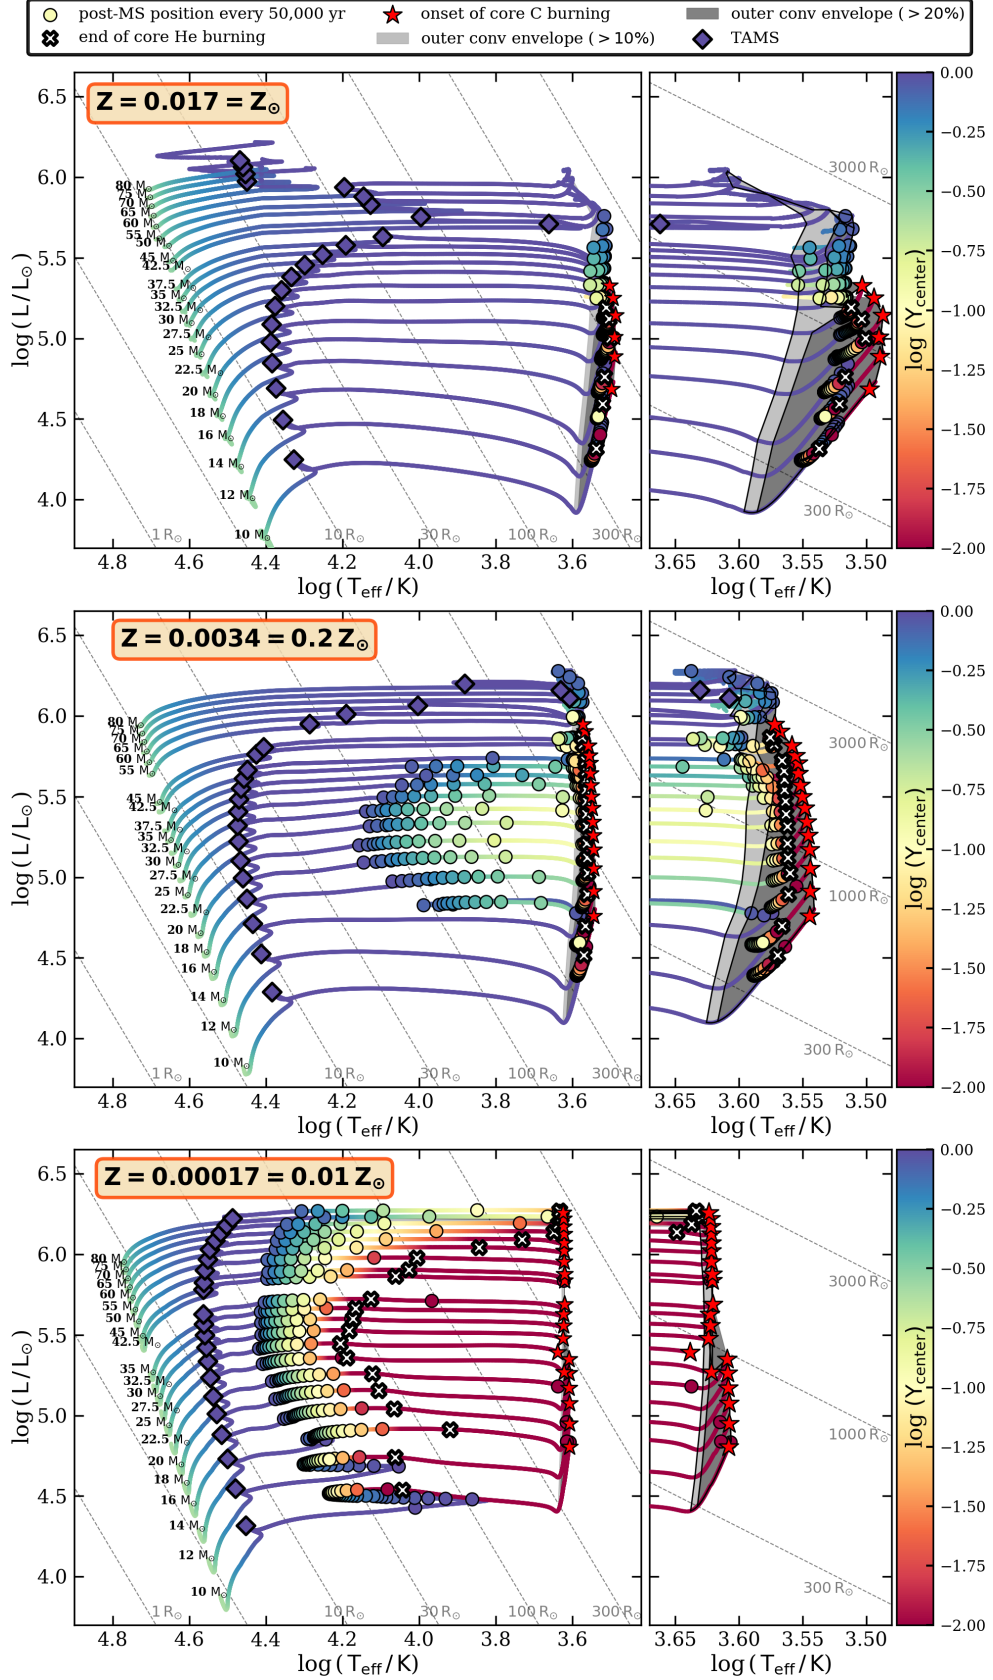 post-MS position every 50,000 yr
onset of core C burning
outer conv envelope (>20%)
end of core He burning
outer conv envelope (>10%)
TAMS
Z = 0.017 = Z⊙
6.5
6.0
5.5
5.0
4.5
4.0
log(L/L⊙)
80 M⊙
75 M⊙
70 M⊙
65 M⊙
60 M⊙
55 M⊙
50 M⊙
45 M⊙
42.5 M⊙
37.5 M⊙
35 M⊙
32.5 M⊙
30 M⊙
27.5 M⊙
25 M⊙
22.5 M⊙
20 M⊙
18 M⊙
16 M⊙
14 M⊙
12 M⊙
10 M⊙
1 R⊙
10 R⊙
30 R⊙
100 R⊙
300 R⊙
3000 R⊙
300 R⊙
4.8
4.6
4.4
4.2
4.0
3.8
3.6
log(Teff/K)
3.65
3.60
3.55
3.50
log(Teff/K)
0.00
−0.25
−0.50
−0.75
−1.00
−1.25
−1.50
−1.75
−2.00
log (Ycenter)
Z = 0.0034 = 0.2 Z⊙
6.5
6.0
5.5
5.0
4.5
4.0
log(L/L⊙)
80 M⊙
75 M⊙
70 M⊙
65 M⊙
60 M⊙
55 M⊙
45 M⊙
42.5 M⊙
37.5 M⊙
35 M⊙
32.5 M⊙
30 M⊙
27.5 M⊙
25 M⊙
22.5 M⊙
20 M⊙
18 M⊙
16 M⊙
14 M⊙
12 M⊙
10 M⊙
1 R⊙
10 R⊙
30 R⊙
100 R⊙
300 R⊙
3000 R⊙
1000 R⊙
300 R⊙
4.8
4.6
4.4
4.2
4.0
3.8
3.6
log(Teff/K)
3.65
3.60
3.55
3.50
log(Teff/K)
0.00
−0.25
−0.50
−0.75
−1.00
−1.25
−1.50
−1.75
−2.00
log (Ycenter)
Z = 0.00017 = 0.01 Z⊙
6.5
6.0
5.5
5.0
4.5
4.0
log(L/L⊙)
80 M⊙
75 M⊙
70 M⊙
65 M⊙
60 M⊙
55 M⊙
50 M⊙
45 M⊙
42.5 M⊙
35 M⊙
32.5 M⊙
30 M⊙
27.5 M⊙
25 M⊙
22.5 M⊙
20 M⊙
18 M⊙
16 M⊙
14 M⊙
12 M⊙
10 M⊙
1 R⊙
10 R⊙
30 R⊙
100 R⊙
300 R⊙
3000 R⊙
1000 R⊙
300 R⊙
4.8
4.6
4.4
4.2
4.0
3.8
3.6
log(Teff/K)
3.65
3.60
3.55
3.50
log(Teff/K)
0.00
−0.25
−0.50
−0.75
−1.00
−1.25
−1.50
−1.75
−2.00
log (Ycenter)